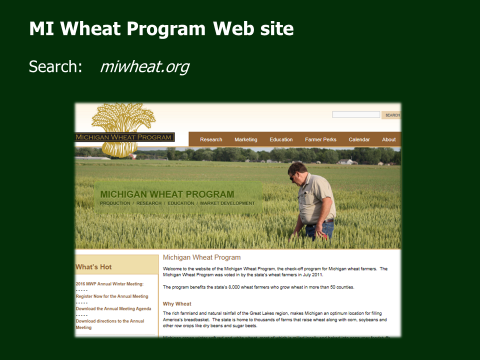 MI Wheat Program Web site
Search: miwheat.org
SEARCH
MICHIGAN WHEAT PROGRAM
Research Marketing Education Farmer Perks Calendar About
MICHIGAN WHEAT PROGRAM
PRODUCTION | RESEARCH | EDUCATION | MARKET DEVELOPMENT
What's Hot
2016 MWP Annual Winter Meeting
-----
Register Now for the Annual Meeting
-----
Download the Annual Meeting Agenda
-----
Download directions to the Annual
Meeting
Michigan Wheat Program
Welcome to the website of the Michigan Wheat Program, the check-off program for Michigan wheat farmers. The
Michigan Wheat Program was voted in by the state's wheat farmers in July 2011.
The program benefits the state's 8,000 wheat farmers who grow wheat in more than 50 counties.
Why Wheat
The rich farmland and natural rainfall of the Great Lakes region, makes Michigan an optimum location for filling
America's breadbasket. The state is home to thousands of farms that raise wheat along with corn, soybeans and
other row crops like dry beans and sugar beets.